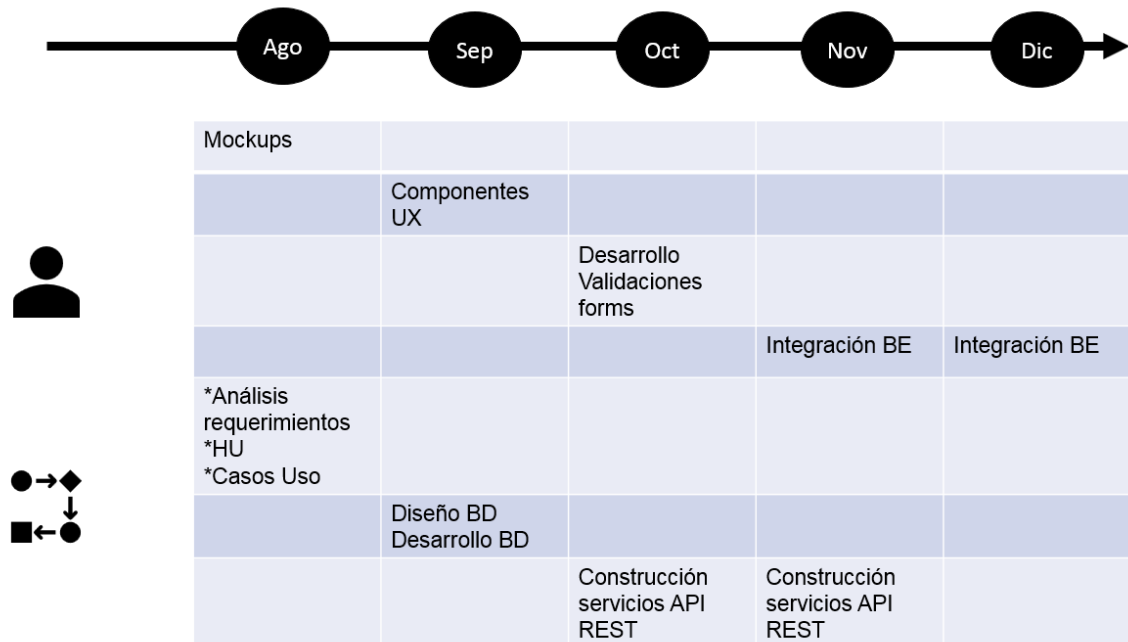 Ago
Sep
Oct
Nov
Dic
Mockups
Componentes
UX
Desarrollo
Validaciones
forms
Integración BE
Integración BE
*Análisis
requerimientos
*HU
*Casos Uso
Diseño BD
Desarrollo BD
Construcción
servicios API
REST
Construcción
servicios API
REST